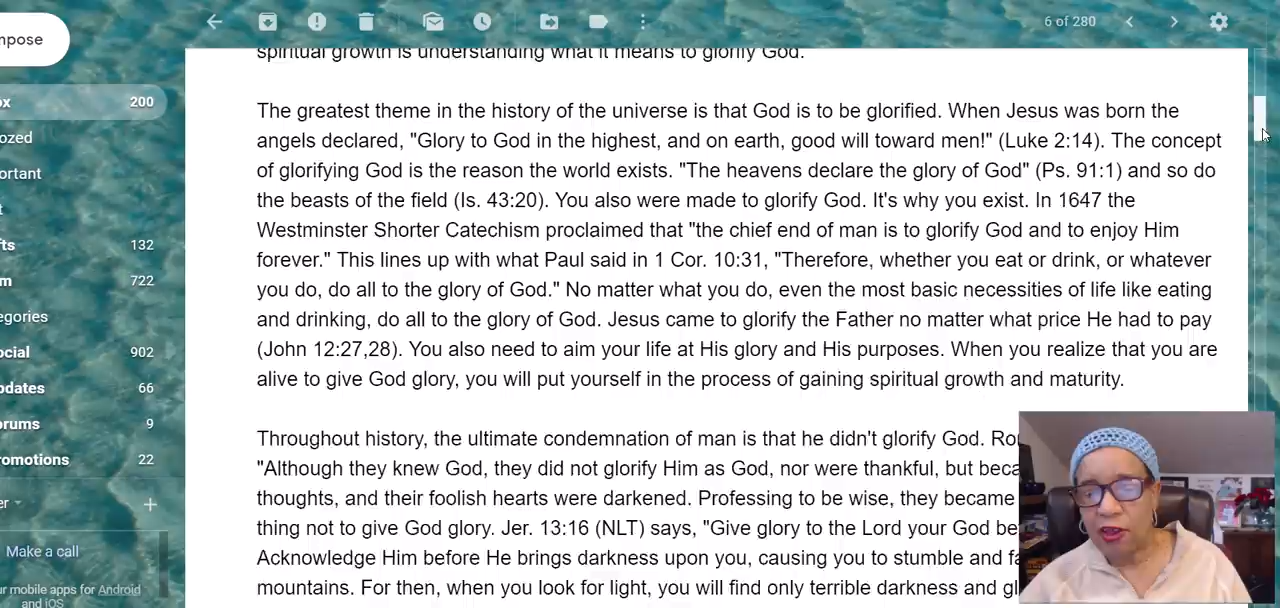 mpose
6 of 280
ox 200
ozed
ortant
t
fts 132
m 722
egories
ocial 902
pdates 66
orums 9
romotions 22
er
Make a call
ur mobile apps for Android
and iOS
spiritual growth is understanding what it means to glorify God.
The greatest theme in the history of the universe is that God is to be glorified. When Jesus was born the
angels declared, "Glory to God in the highest, and on earth, good will toward men!" (Luke 2:14). The concept
of glorifying God is the reason the world exists. "The heavens declare the glory of God" (Ps. 91:1) and so do
the beasts of the field (Is. 43:20). You also were made to glorify God. It's why you exist. In 1647 the
Westminster Shorter Catechism proclaimed that "the chief end of man is to glorify God and to enjoy Him
forever." This lines up with what Paul said in 1 Cor. 10:31, "Therefore, whether you eat or drink, or whatever
you do, do all to the glory of God." No matter what you do, even the most basic necessities of life like eating
and drinking, do all to the glory of God. Jesus came to glorify the Father no matter what price He had to pay
(John 12:27,28). You also need to aim your life at His glory and His purposes. When you realize that you are
alive to give God glory, you will put yourself in the process of gaining spiritual growth and maturity.
Throughout history, the ultimate condemnation of man is that he didn't glorify God. Ro
"Although they knew God, they did not glorify Him as God, nor were thankful, but beca
thoughts, and their foolish hearts were darkened. Professing to be wise, they became
thing not to give God glory. Jer. 13:16 (NLT) says, "Give glory to the Lord your God be
Acknowledge Him before He brings darkness upon you, causing you to stumble and fa
mountains. For then, when you look for light, you will find only terrible darkness and gl